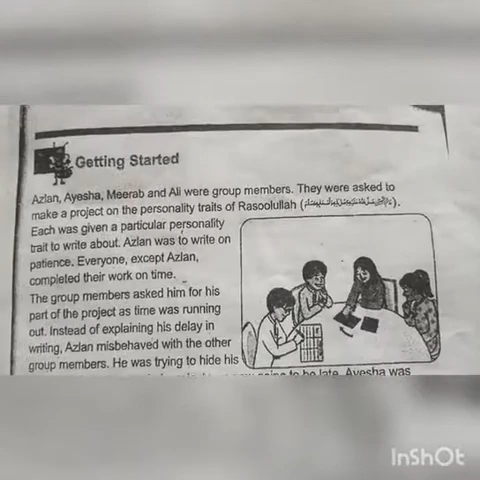 Getting Started
Azlan, Ayesha, Meerab and Ali were group members. They were asked to
make a project on the personality traits of Rasoolullah ( ).
Each was given a particular personality
trait to write about. Azlan was to write on
patience. Everyone, except Azlan,
completed their work on time.
The group members asked him for his
part of the project as time was running
out. Instead of explaining his delay in
writing, Azlan misbehaved with the other
group members. He was trying to hide his
going to be late. Ayesha was
InShOt